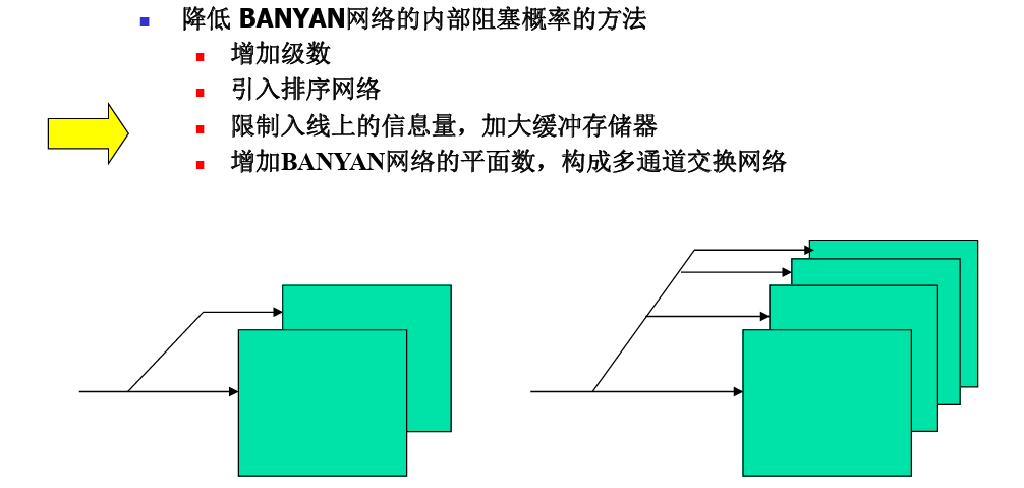 降低 BANYAN网络的内部阻塞概率的方法
增加级数
引入排序网络
限制入线上的信息量，加大缓冲存储器
增加BANYAN网络的平面数，构成多通道交换网络